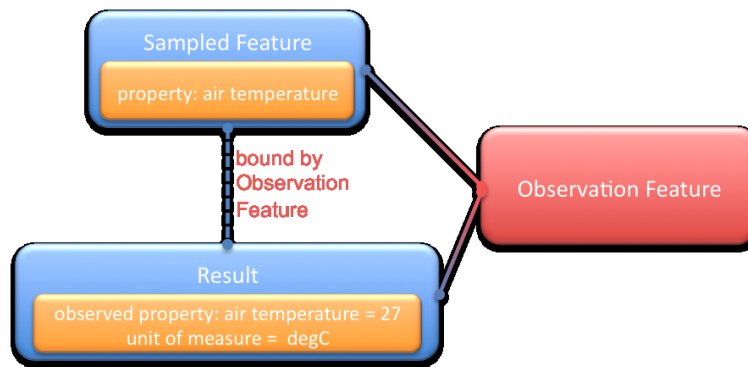 Sampled Feature
property: air temperature
bound by
Observation
Feature
Observation Feature
Result
observed property: air temperature = 27
unit of measure = degC